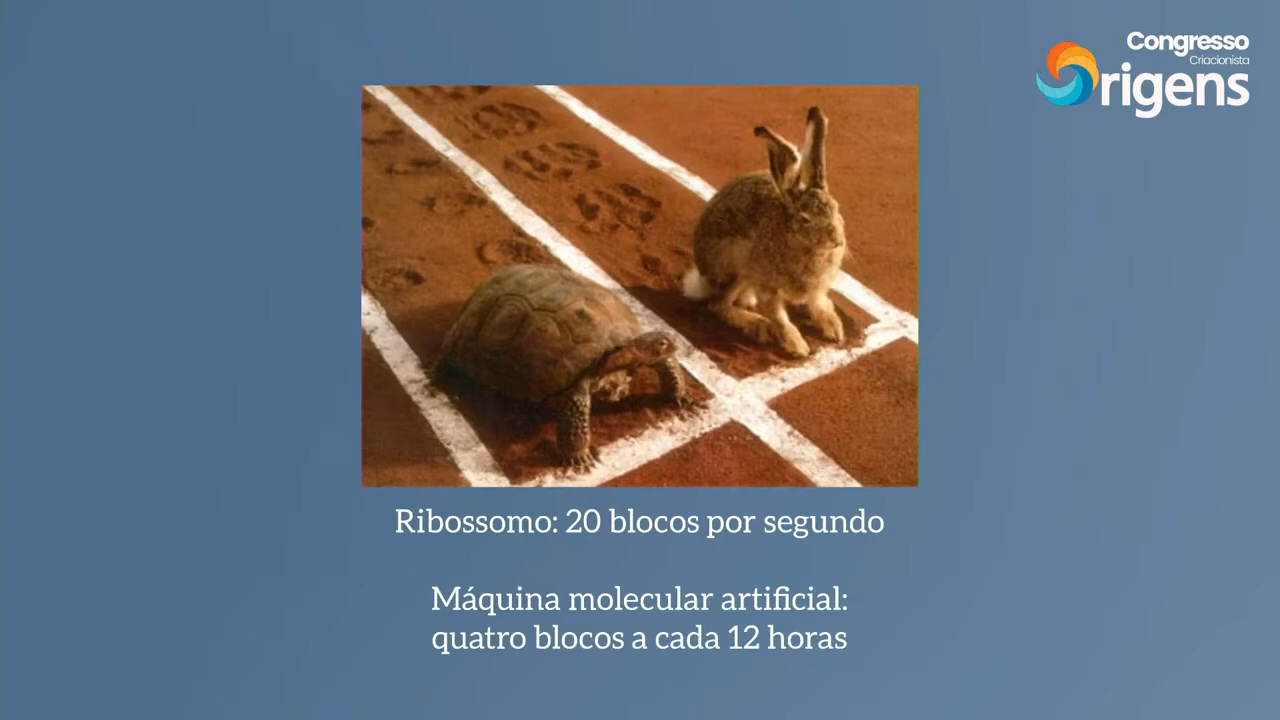 Congresso
Criacionista
Origens
Ribossomo: 20 blocos por segundo
Máquina molecular artificial:
quatro blocos a cada 12 horas